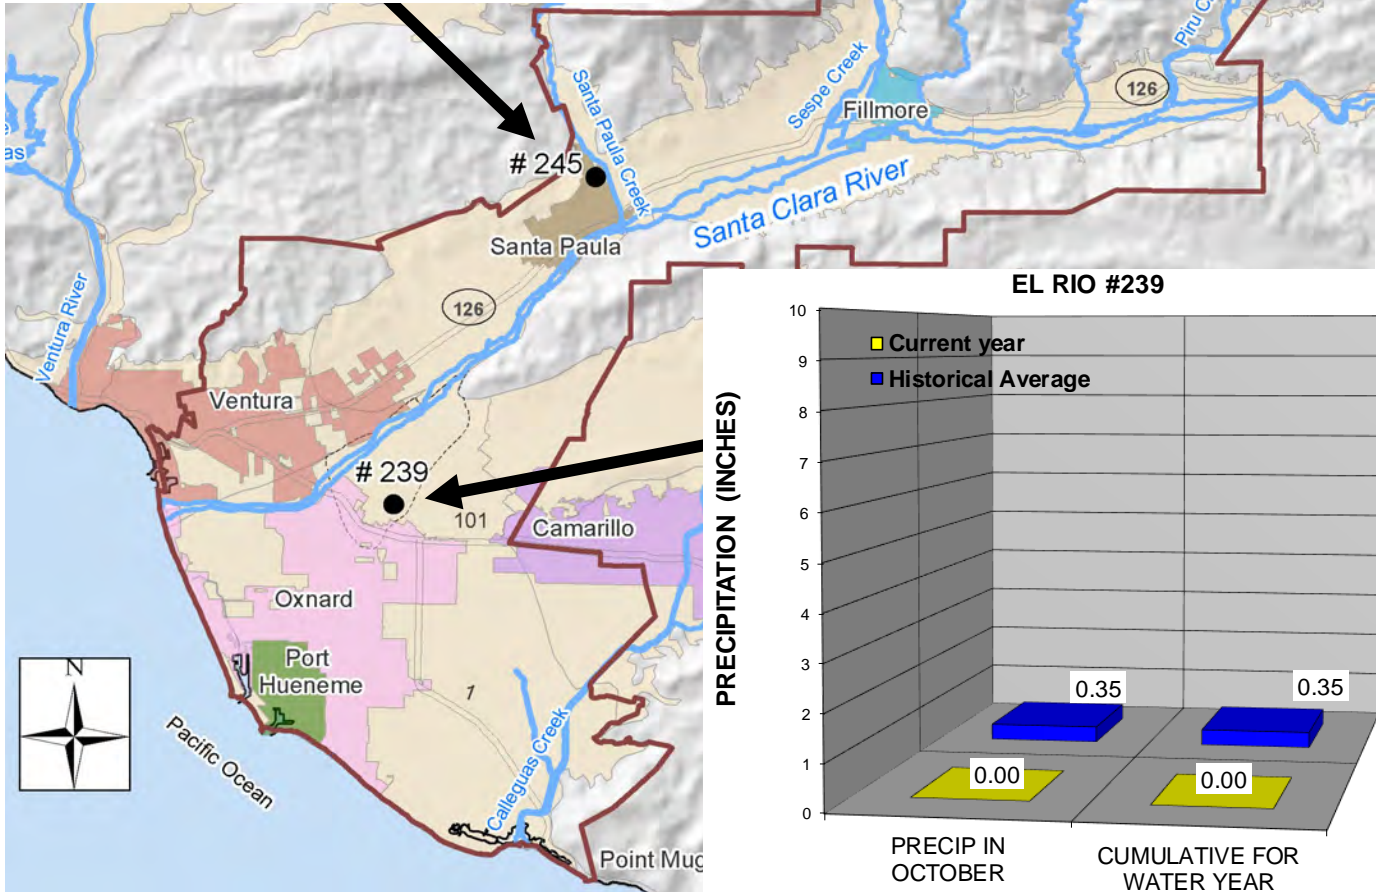 Piru C
126
Sespe Creek
Fillmore
Santa Paula Creek
# 245
Santa Clara River
Santa Paula
as
126
Ventura River
Ventura
# 239
101
Camarillo
Oxnard
Port
Hueneme
1
N
Pacific Ocean
Calleguas Creek
Point Mug
EL RIO #239
Current year
Historical Average
PRECIPITATION (INCHES)
10
9
8
7
6
5
4
3
2
1
0
0.35
0.35
0.00
0.00
PRECIP IN
OCTOBER
CUMULATIVE FOR
WATER YEAR